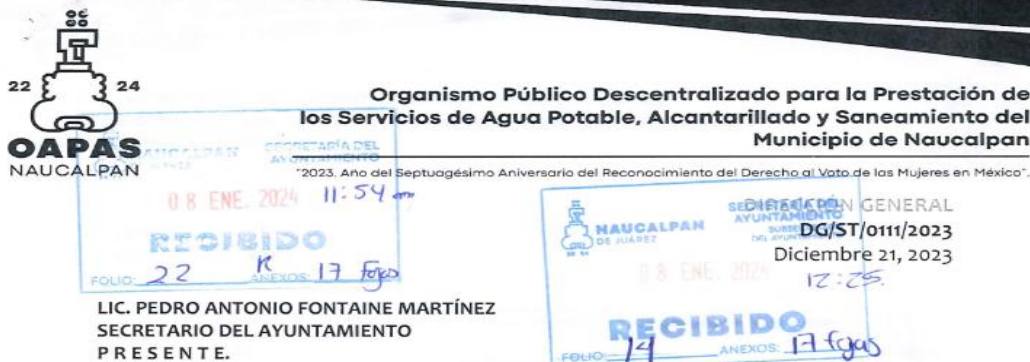 22 24
OAPAS
NAUCALPAN
Organismo Público Descentralizado para la Prestación de
los Servicios de Agua Potable, Alcantarillado y Saneamiento del
Municipio de Naucalpan
"2023. Año del Septuagésimo Aniversario del Reconocimiento del Derecho al Voto de las Mujeres en México".
NAUCALPAN SECRETARÍA DEL
AYUNTAMIENTO
08 ENE. 2024 11:54 am
RECIBIDO
FOLIO: 22 ANEXOS: 17 Fojas
DIRECCIÓN GENERAL
DG/ST/0111/2023
Diciembre 21, 2023
NAUCALPAN
DE JUÁREZ
SECRETARÍA DEL
AYUNTAMIENTO
08 ENE. 2024
12:25.
RECIBIDO
FOLIO: 14 ANEXOS: 17 fojas
LIC. PEDRO ANTONIO FONTAINE MARTÍNEZ
SECRETARIO DEL AYUNTAMIENTO
P R E S E N T E.